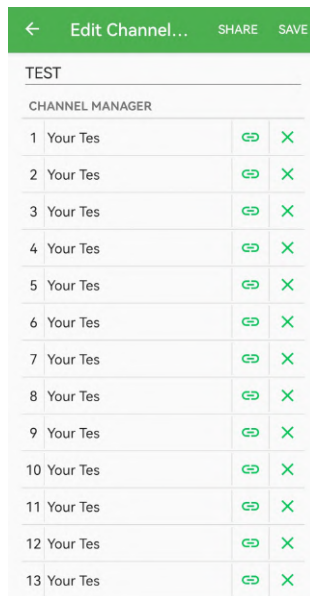 Edit Channel... SHARE SAVE
TEST
CHANNEL MANAGER
1 Your Tes
2 Your Tes
3 Your Tes
4 Your Tes
5 Your Tes
6 Your Tes
7 Your Tes
8 Your Tes
9 Your Tes
10 Your Tes
11 Your Tes
12 Your Tes
13 Your Tes